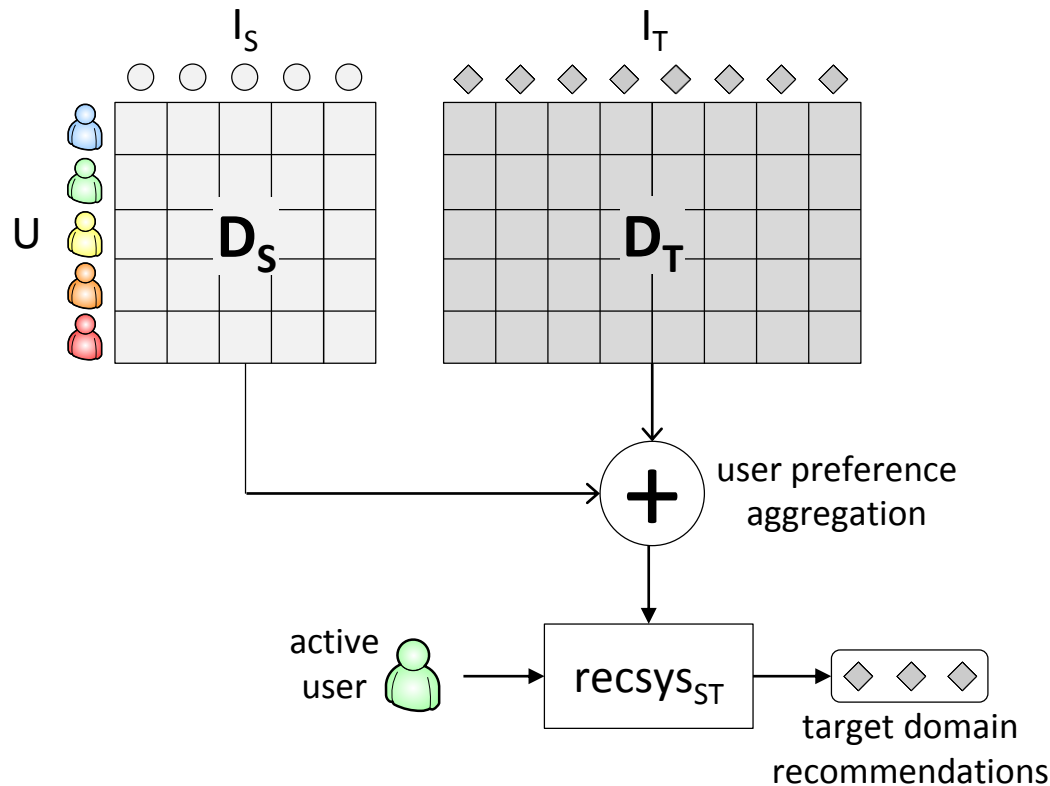 I_S
I_T
U
D_S
D_T
+
user preference
aggregation
active
user
recsys_ST
target domain
recommendations